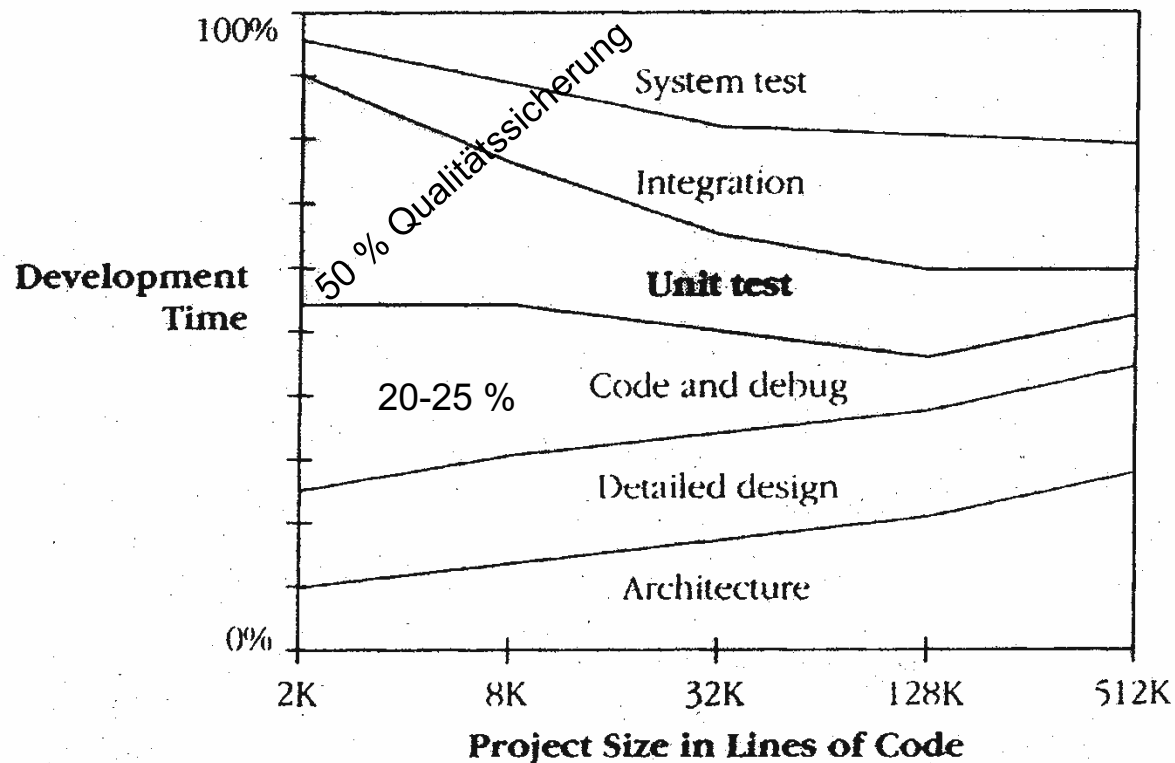 100%
50 % Qualitätssicherung
System test
Integration
Development
Time
Unit test
Code and debug
20-25 %
Detailed design
Architecture
0%
2K 8K 32K 128K 512K
Project Size in Lines of Code